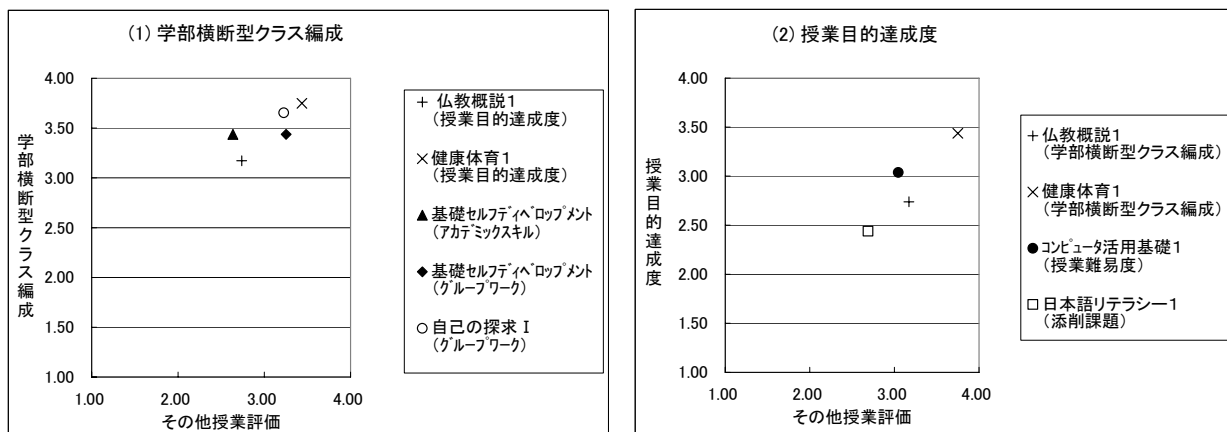 (1) 学部横断型クラス編成
学部横断型クラス編成
4.00
3.50
3.00
2.50
2.00
1.50
1.00
1.00 2.00 3.00 4.00
その他授業評価
仏教概説1
(授業目的達成度)
健康体育1
(授業目的達成度)
基礎セルフディベロップメント
(アカデミックスキル)
基礎セルフディベロップメント
(グループワーク)
自己の探求 I
(グループワーク)
(2) 授業目的達成度
授業目的達成度
4.00
3.50
3.00
2.50
2.00
1.50
1.00
1.00 2.00 3.00 4.00
その他授業評価
仏教概説1
(学部横断型クラス編成)
健康体育1
(学部横断型クラス編成)
コンピュータ活用基礎1
(授業難易度)
日本語リテラシー1
(添削課題)